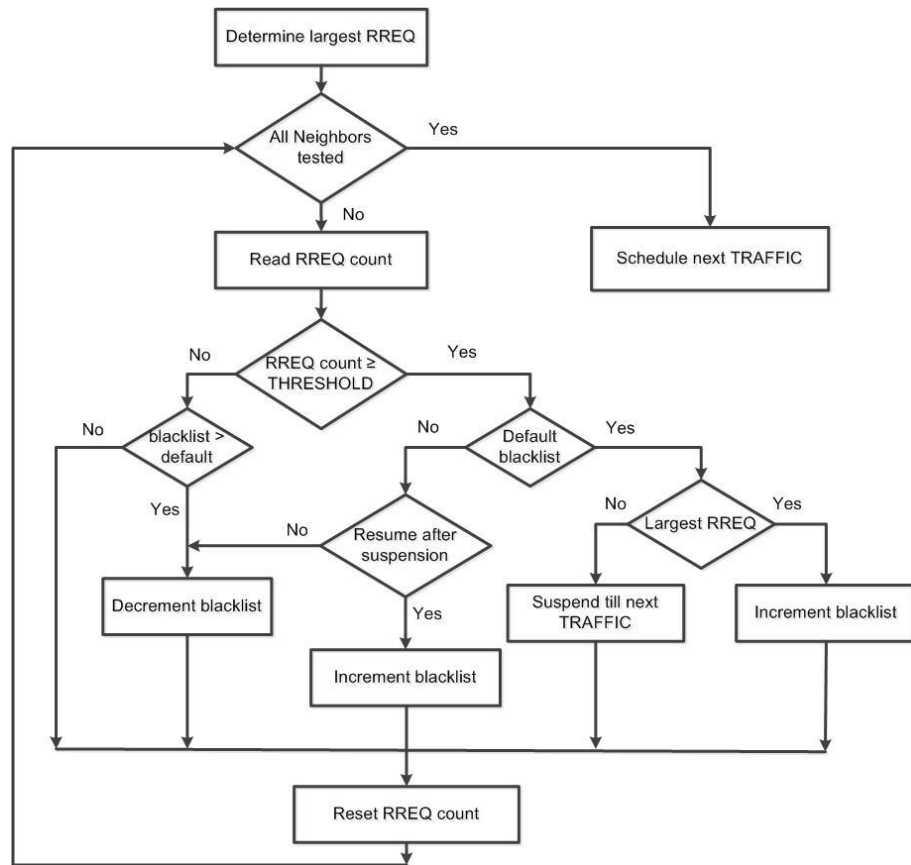 Determine largest RREQ
All Neighbors
tested
Yes
No
Read RREQ count
Schedule next TRAFFIC
RREQ count ≥
THRESHOLD
No
Yes
blacklist >
default
No
Yes
Default
blacklist
No
Yes
Resume after
suspension
No
Yes
Largest RREQ
No
Yes
Decrement blacklist
Suspend till next
TRAFFIC
Increment blacklist
Increment blacklist
Reset RREQ count